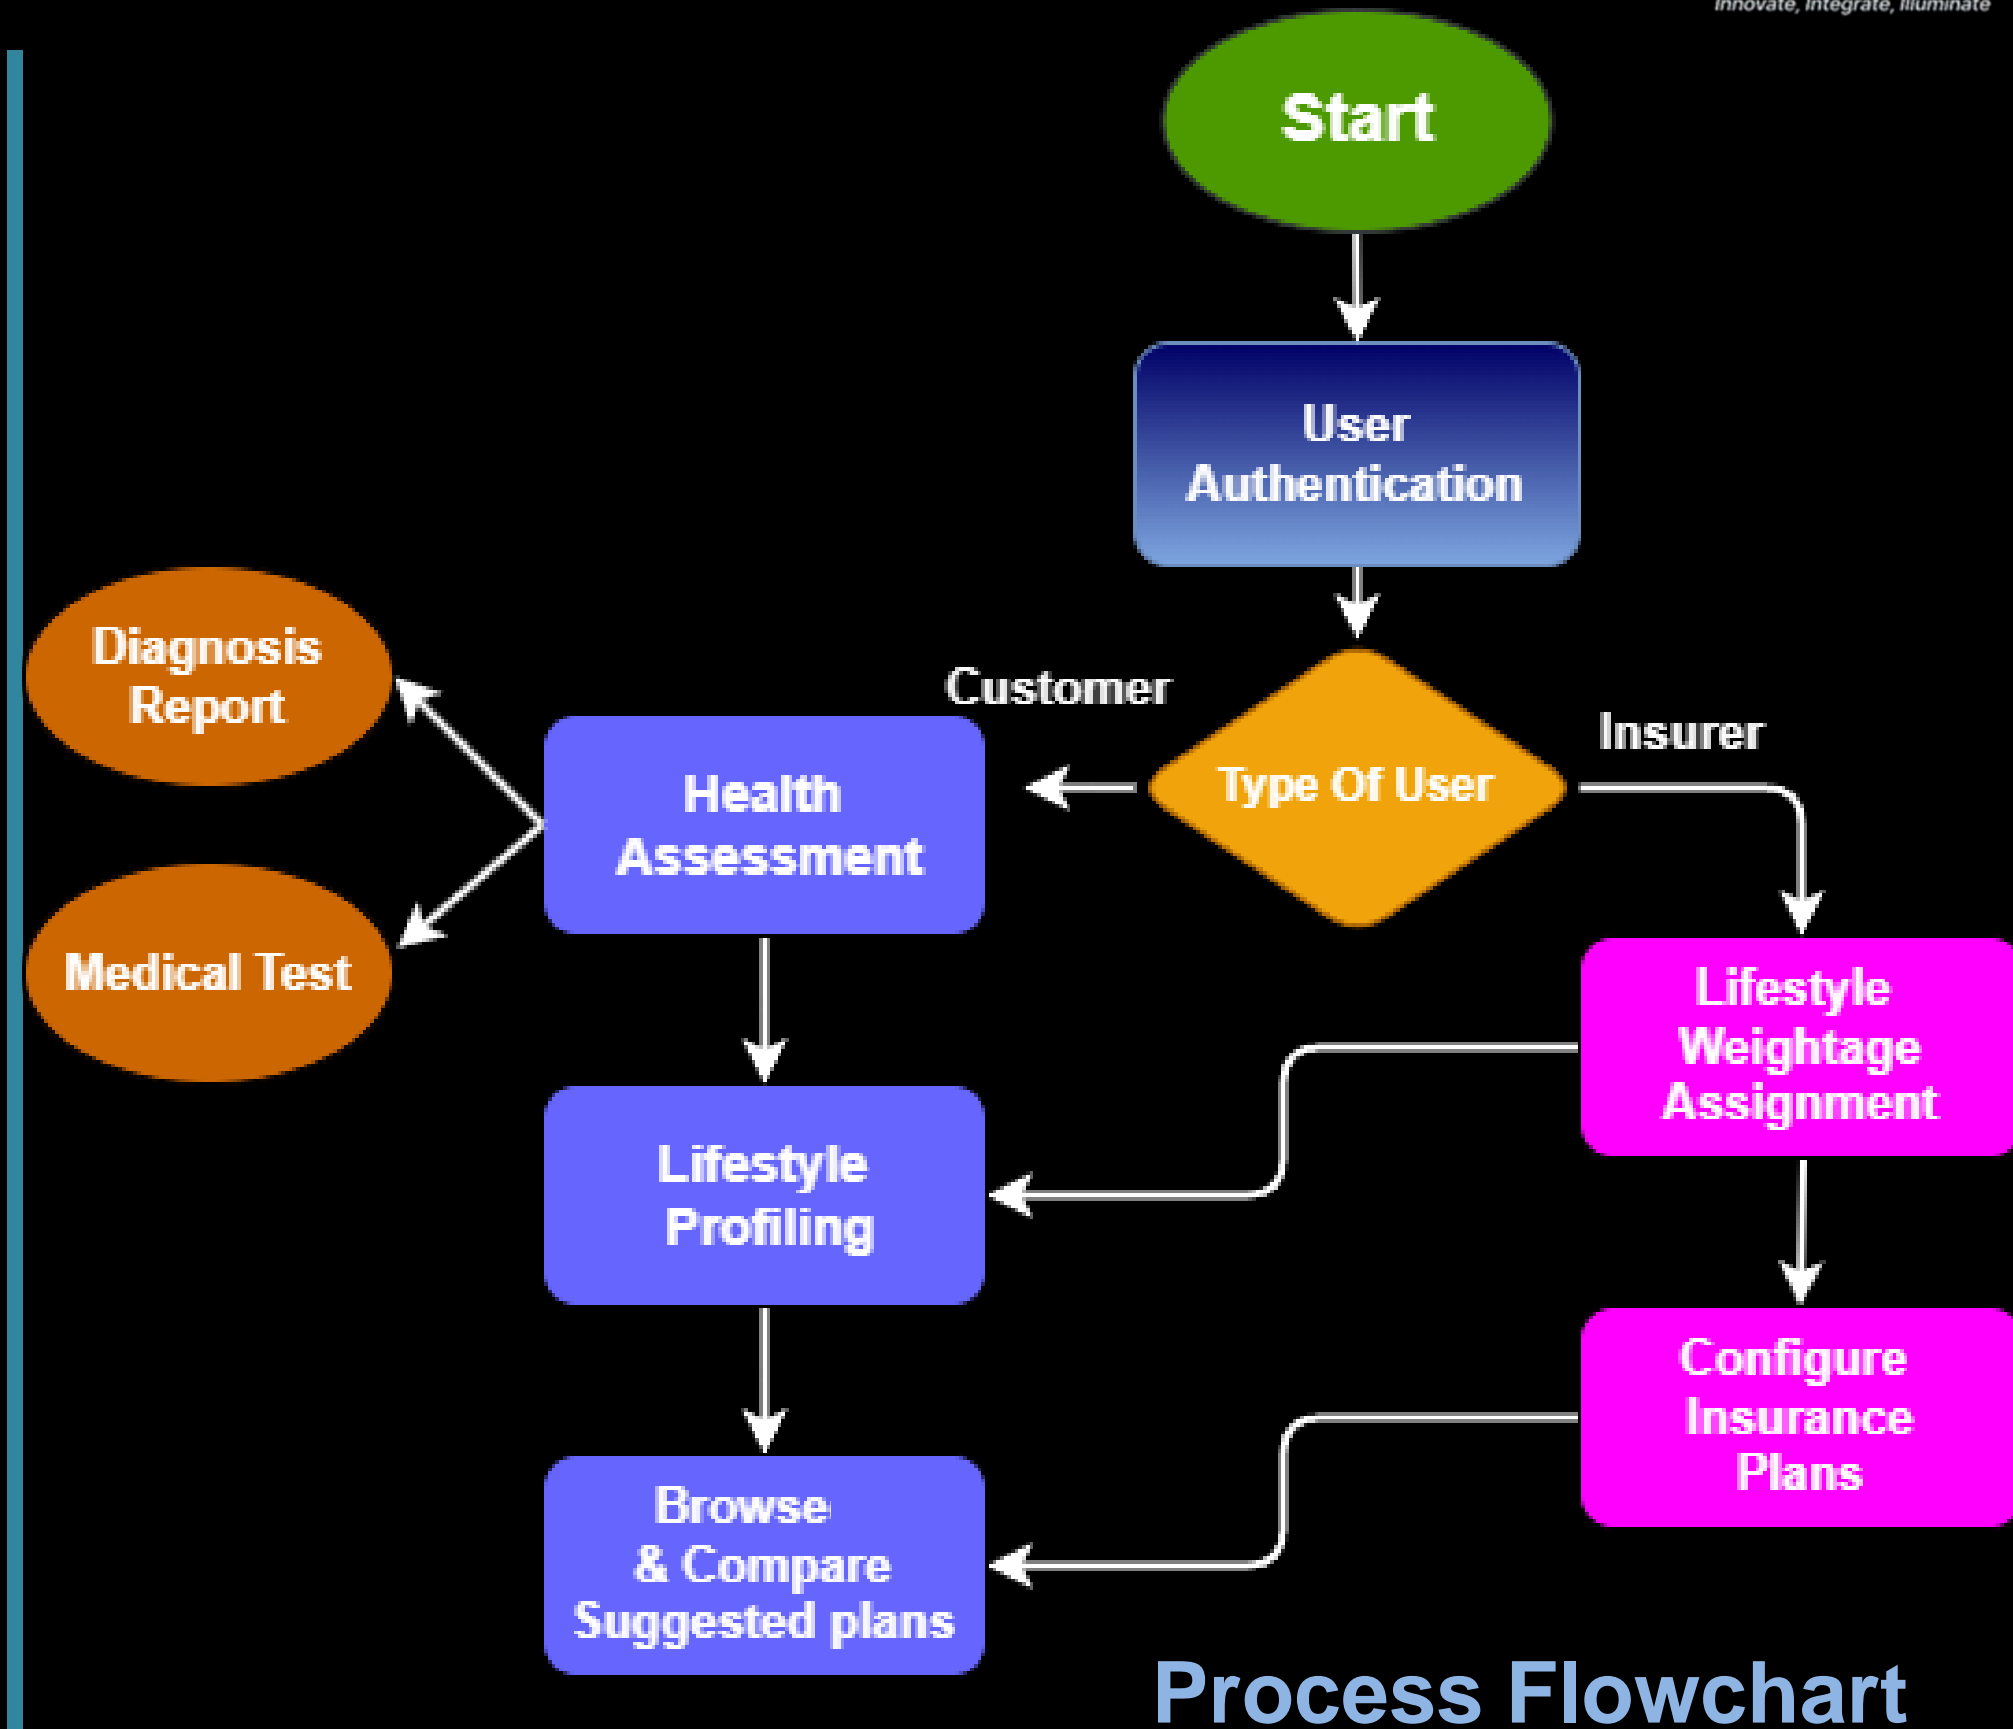 Innovate, Integrate, Illuminate
Start
User
Authentication
Customer
Type Of User
Insurer
Diagnosis
Report
Health
Assessment
Medical Test
Lifestyle
Weightage
Assignment
Lifestyle
Profiling
Configure
Insurance
Plans
Browse
& Compare
Suggested plans
Process Flowchart